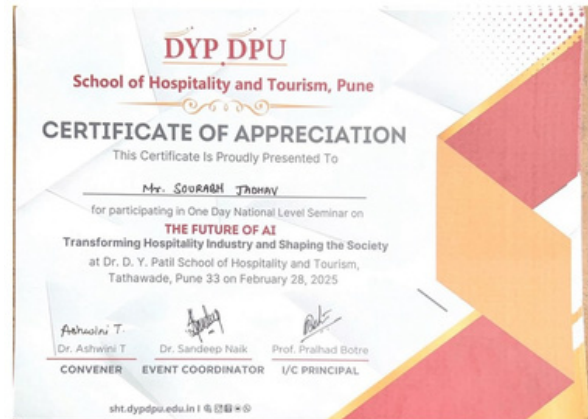 DYP DPU
School of Hospitality and Tourism, Pune
CERTIFICATE OF APPRECIATION
This Certificate Is Proudly Presented To
Mr. SOURABH JADHAV
for participating in One Day National Level Seminar on
THE FUTURE OF AI
Transforming Hospitality Industry and Shaping the Society
at Dr. D. Y. Patil School of Hospitality and Tourism,
Tathawade, Pune 33 on February 28, 2025
Ashwini T.
Dr. Ashwini T Dr. Sandeep Naik Prof. Pralhad Botre
CONVENER EVENT COORDINATOR I/C PRINCIPAL
sht.dypdpu.edu.in I